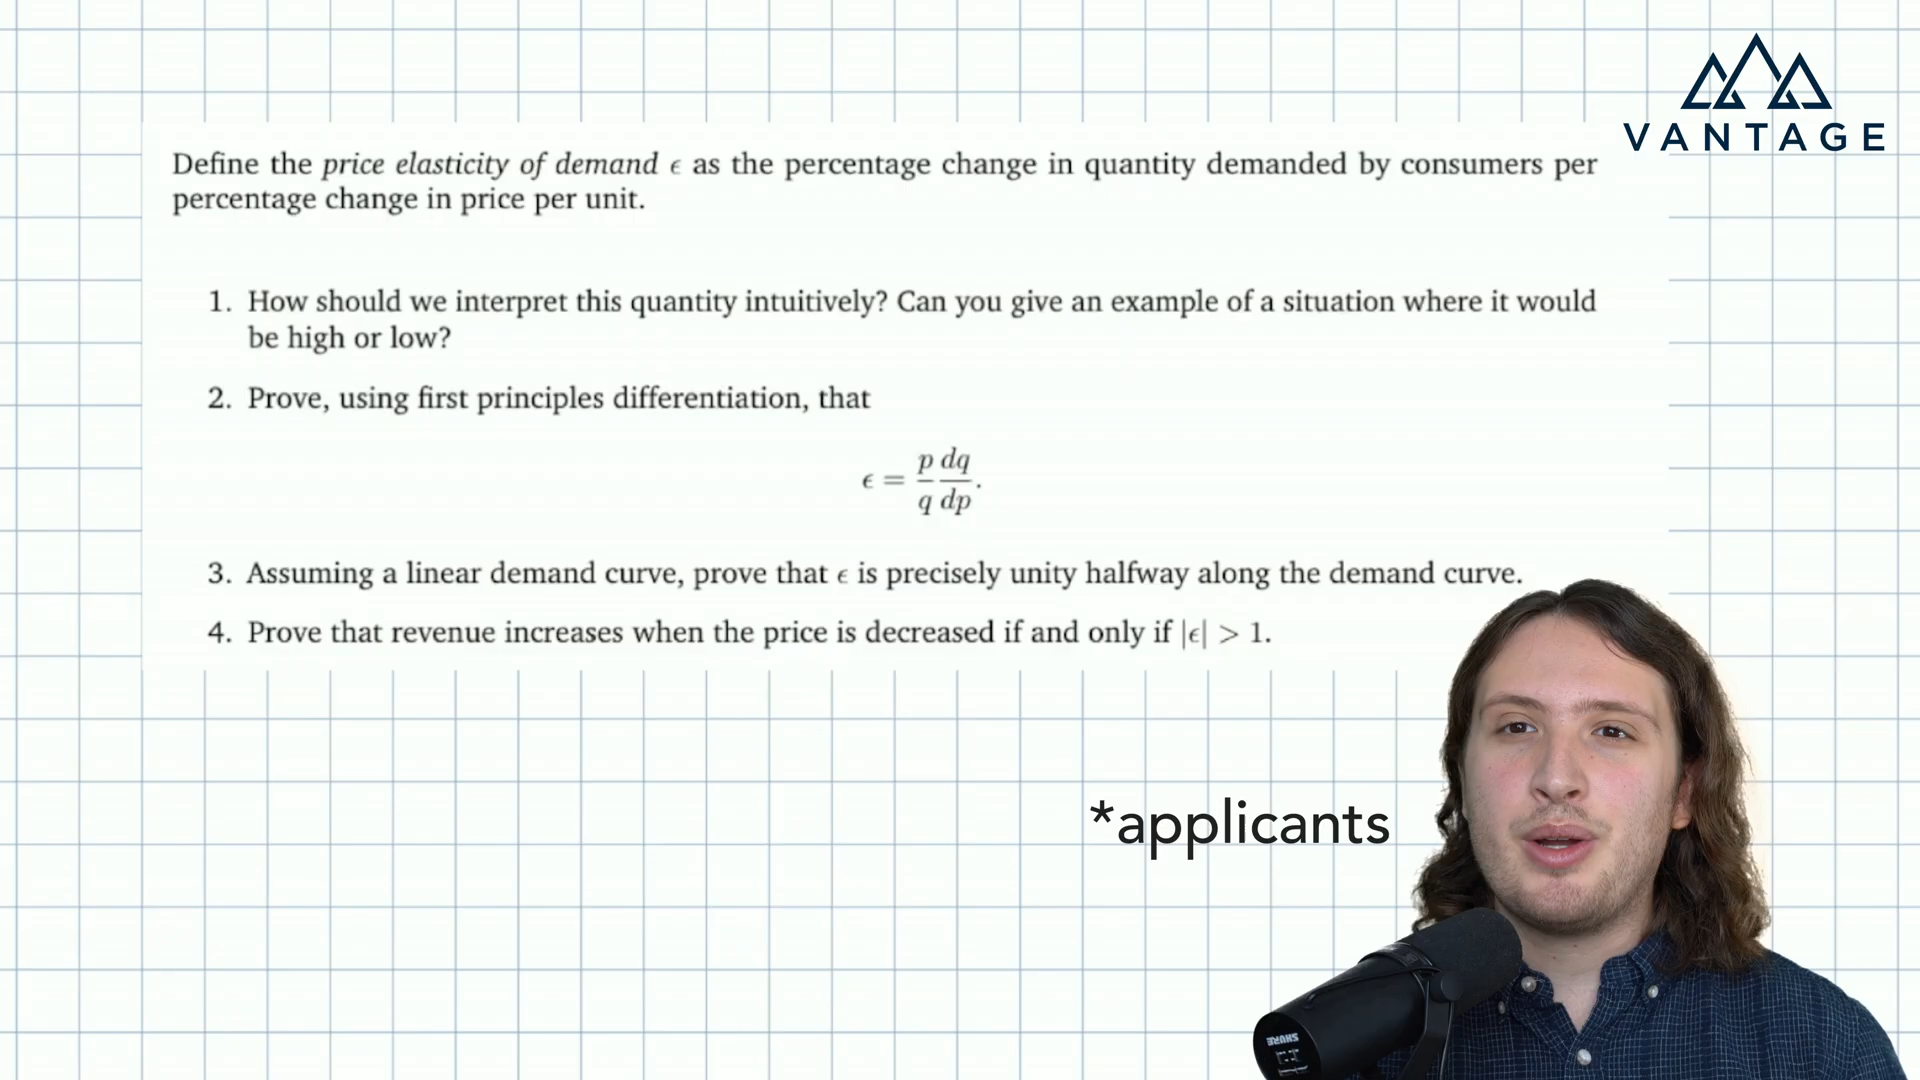 VANTAGE
Define the price elasticity of demand ϵ as the percentage change in quantity demanded by consumers per
percentage change in price per unit.
1. How should we interpret this quantity intuitively? Can you give an example of a situation where it would
be high or low?
2. Prove, using first principles differentiation, that
ϵ = p/q dq/dp.
3. Assuming a linear demand curve, prove that ϵ is precisely unity halfway along the demand curve.
4. Prove that revenue increases when the price is decreased if and only if |ϵ| > 1.
*applicants
SHURE